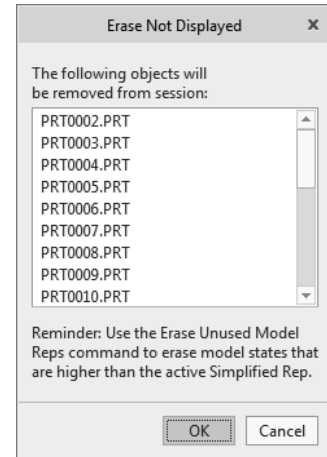 Erase Not Displayed
The following objects will
be removed from session:
PRT0002.PRT
PRT0003.PRT
PRT0004.PRT
PRT0005.PRT
PRT0006.PRT
PRT0007.PRT
PRT0008.PRT
PRT0009.PRT
PRT0010.PRT
Reminder: Use the Erase Unused Model
Reps command to erase model states that
are higher than the active Simplified Rep.
OK Cancel